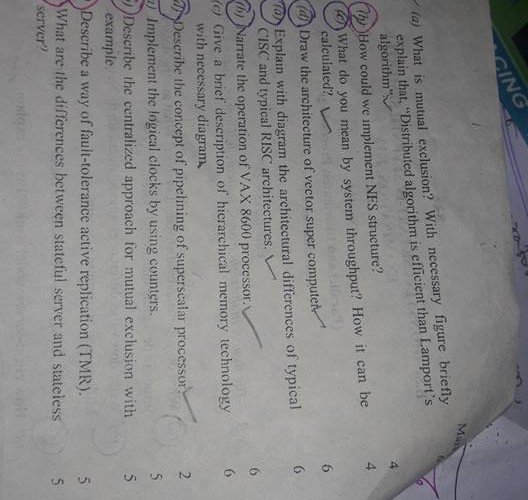 CING
Mar
(a) What is mutual exclusion? With necessary figure briefly
explain that, "Distributed algorithm is efficient than Lamport's
algorithm". 4
(b) How could we implement NFS structure? 4
(c) What do you mean by system throughput? How it can be
calculated? 6
(d) Draw the architecture of vector super computer. 6
(a) Explain with diagram the architectural differences of typical
CISC and typical RISC architectures. 6
(b) Narrate the operation of VAX 8600 processor. 6
(c) Give a brief description of hierarchical memory technology
with necessary diagram. 6
(d) Describe the concept of pipelining of superscalar processor. 2
Implement the logical clocks by using counters. 5
Describe the centralized approach for mutual exclusion with
example 5
Describe a way of fault-tolerance active replication (TMR). 5
What are the differences between stateful server and stateless
server? 5